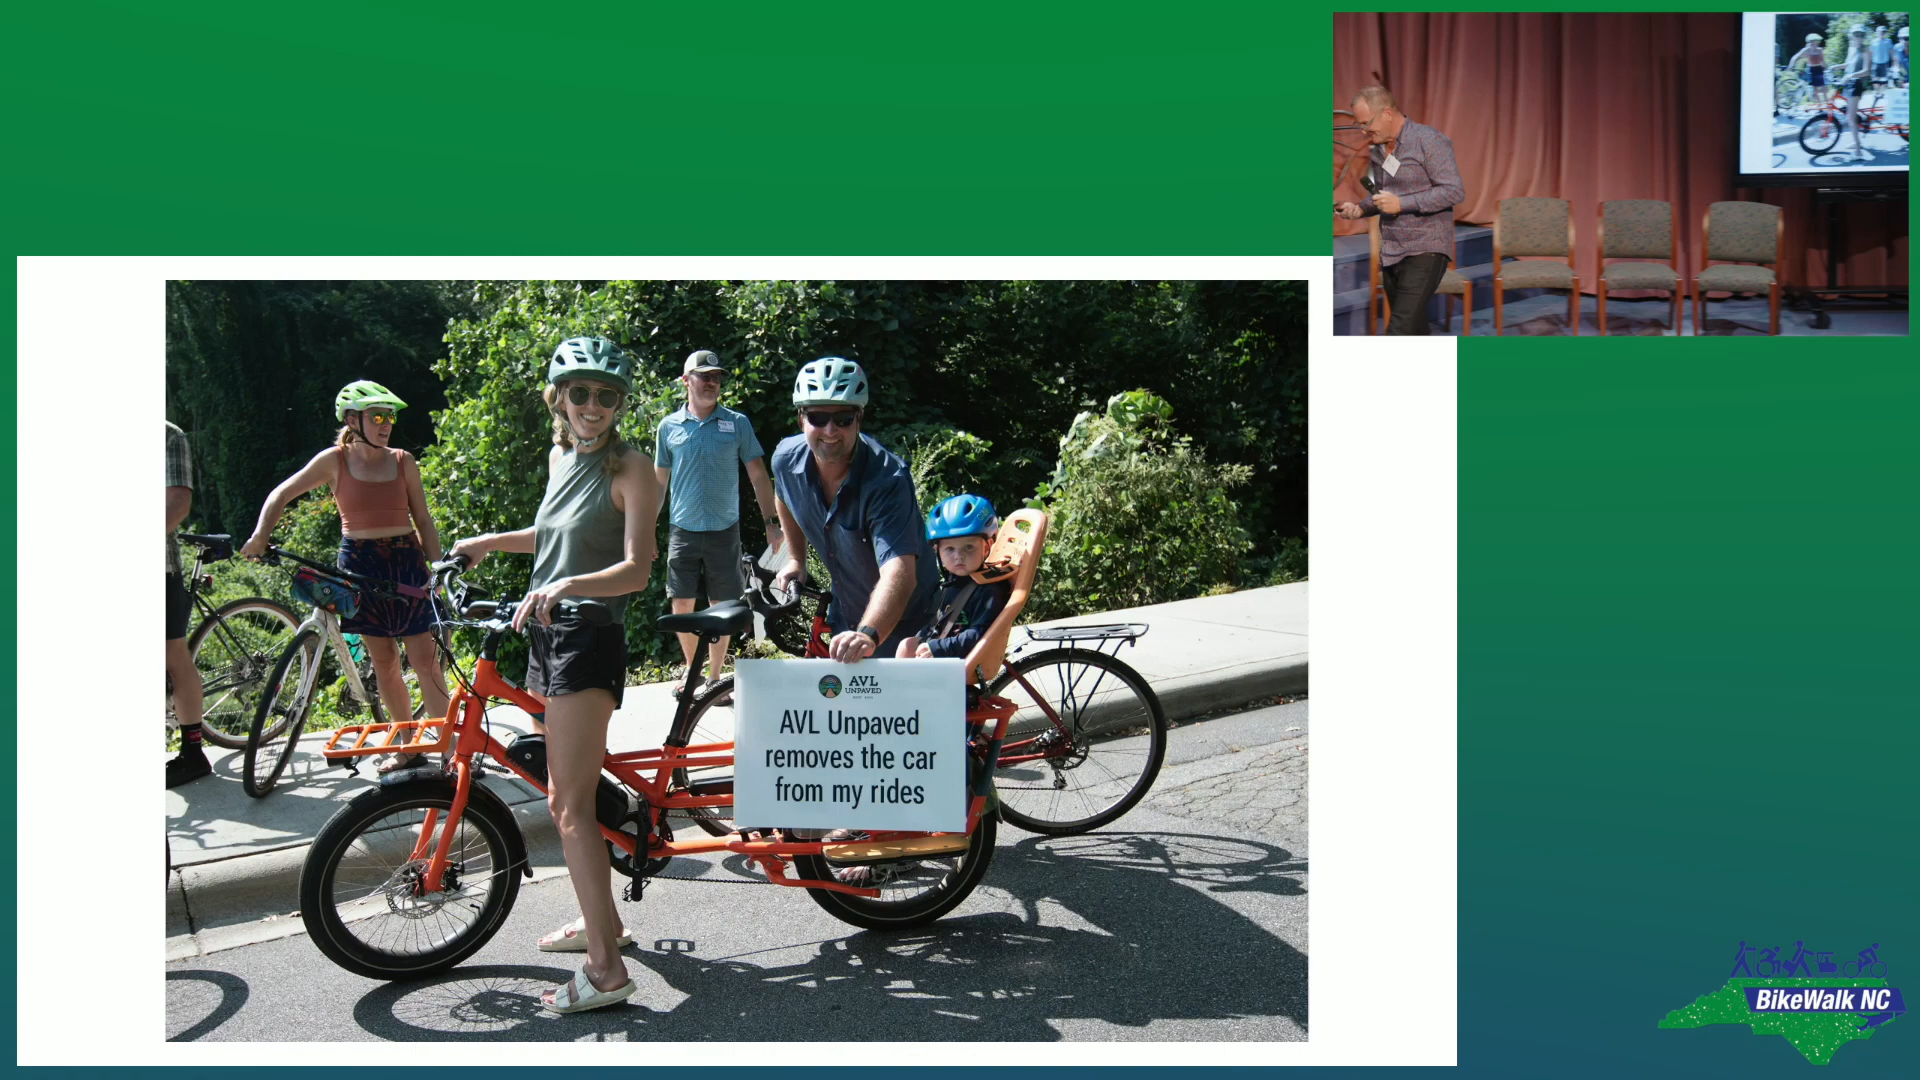 AVL
UNPAVED
AVL Unpaved
removes the car
from my rides
BikeWalk NC